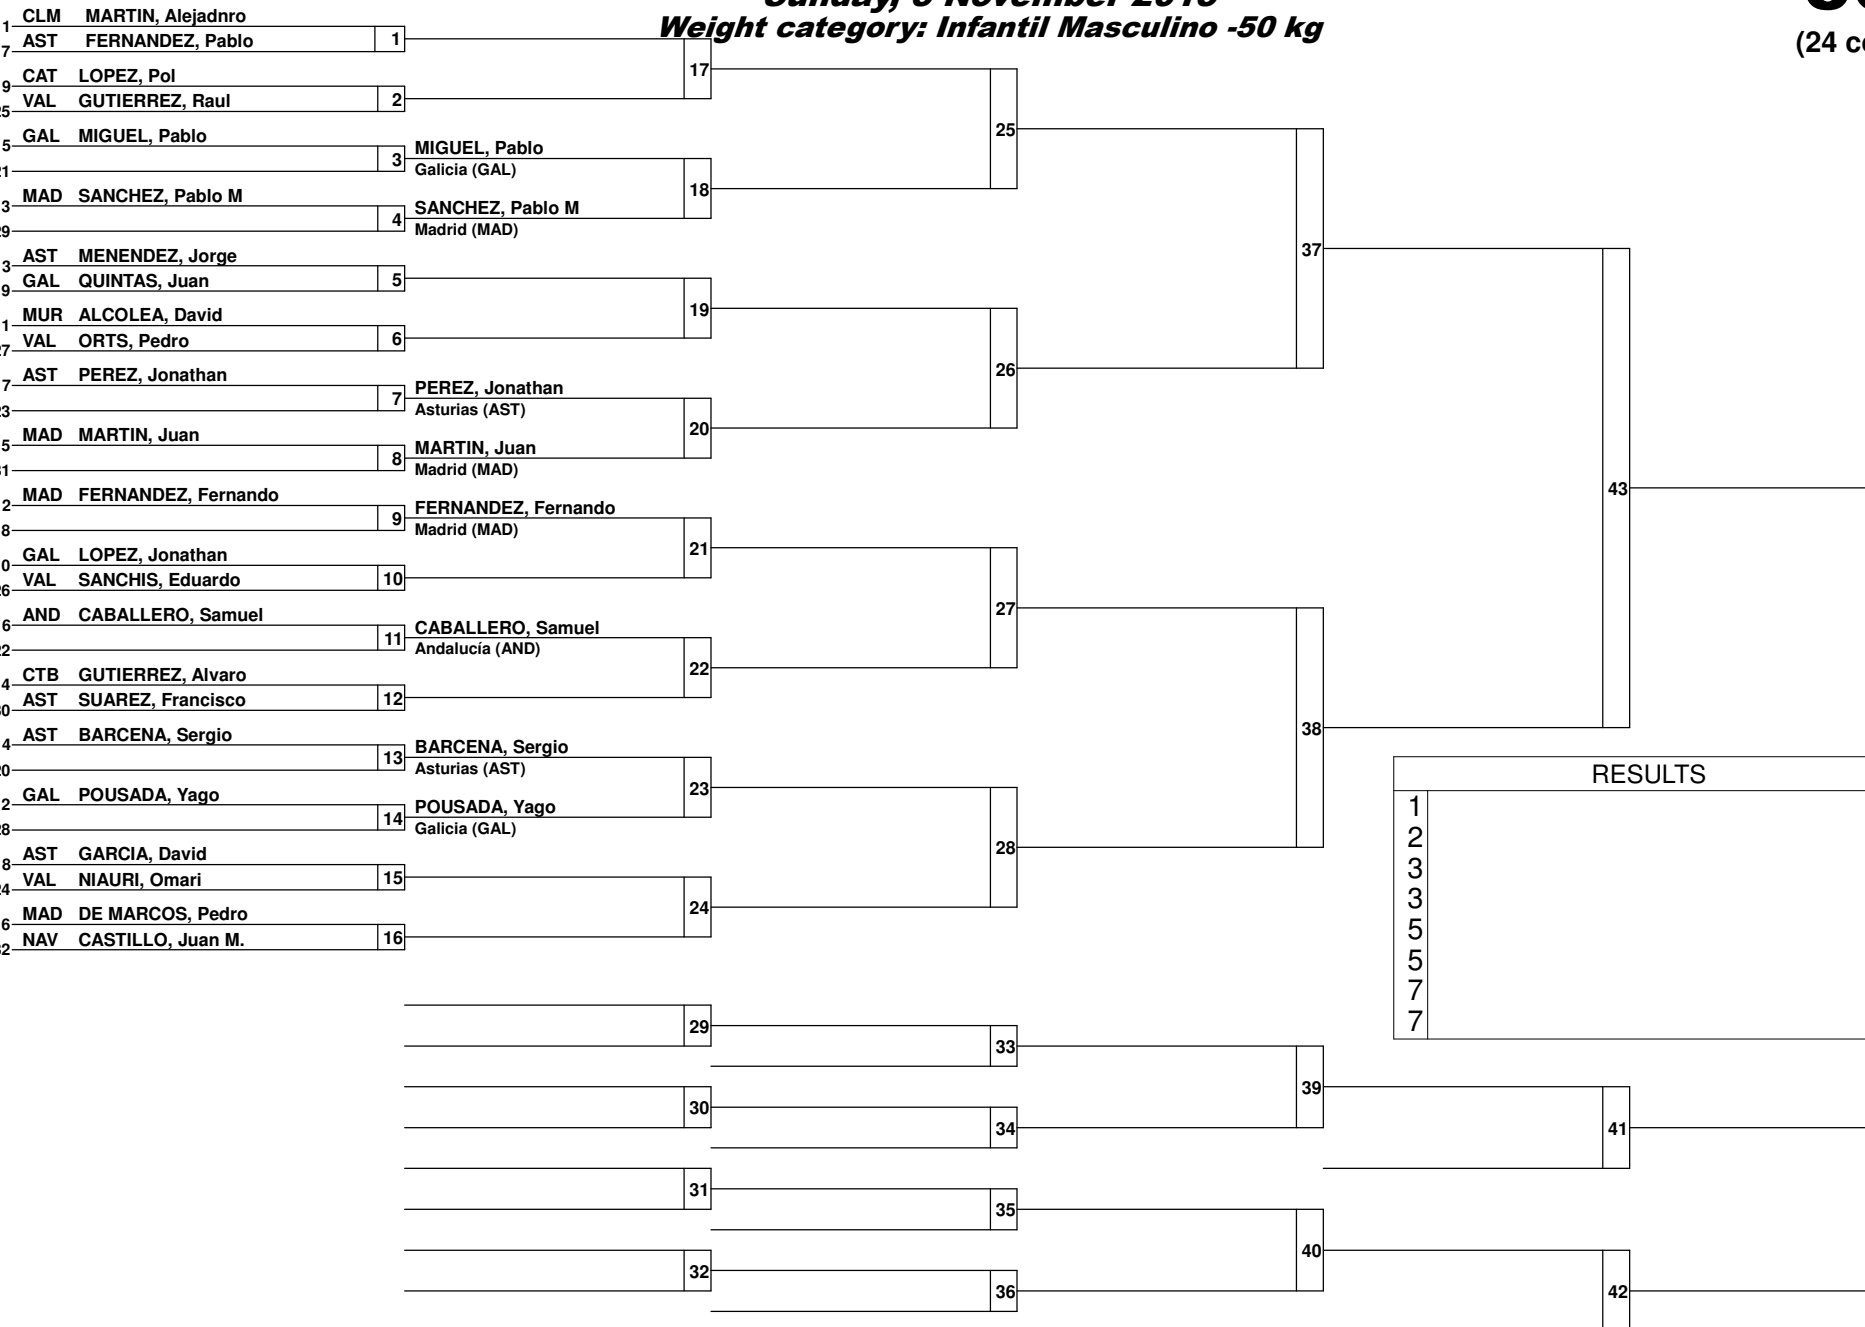 Weight category: Infantil Masculino -50 kg
(24
1 CLM MARTIN, Alejadnro
AST FERNANDEZ, Pablo
1
CAT LOPEZ, Pol
VAL GUTIERREZ, Raul
2
17
GAL MIGUEL, Pablo
3
MIGUEL, Pablo
Galicia (GAL)
MAD SANCHEZ, Pablo M
4
SANCHEZ, Pablo M
Madrid (MAD)
18
25
AST MENENDEZ, Jorge
GAL QUINTAS, Juan
5
MUR ALCOLEA, David
VAL ORTS, Pedro
6
19
AST PEREZ, Jonathan
7
PEREZ, Jonathan
Asturias (AST)
MAD MARTIN, Juan
8
MARTIN, Juan
Madrid (MAD)
20
26
37
MAD FERNANDEZ, Fernando
9
FERNANDEZ, Fernando
Madrid (MAD)
GAL LOPEZ, Jonathan
VAL SANCHIS, Eduardo
10
21
AND CABALLERO, Samuel
11
CABALLERO, Samuel
Andalucía (AND)
CTB GUTIERREZ, Alvaro
AST SUAREZ, Francisco
12
22
27
AST BARCENA, Sergio
13
BARCENA, Sergio
Asturias (AST)
GAL POUSADA, Yago
14
POUSADA, Yago
Galicia (GAL)
23
AST GARCIA, David
VAL NIAURI, Omari
15
MAD DE MARCOS, Pedro
NAV CASTILLO, Juan M.
16
24
28
38
43
RESULTS
1
2
3
3
5
5
7
7
29
33
30
34
39
41
31
35
32
36
40
42